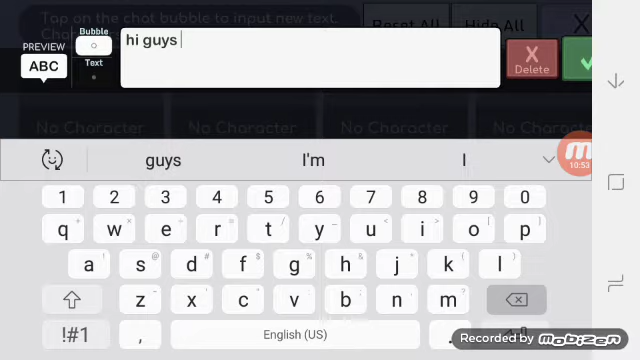 Tap on the chat bubble to input new text.
Reset All
Hide All
X
Cha
PREVIEW
ABC
Bubble
Text
hi guys
X
Delete
No Character
No Character
No Character
No Character
guys
I'm
I
10:53
1 2 3 4 5 6 7 8 9 0
q w e r t y u i o p
a s d f g h j k l
z x c v b n m
!#1
,
English (US)
.
Recorded by mobizen